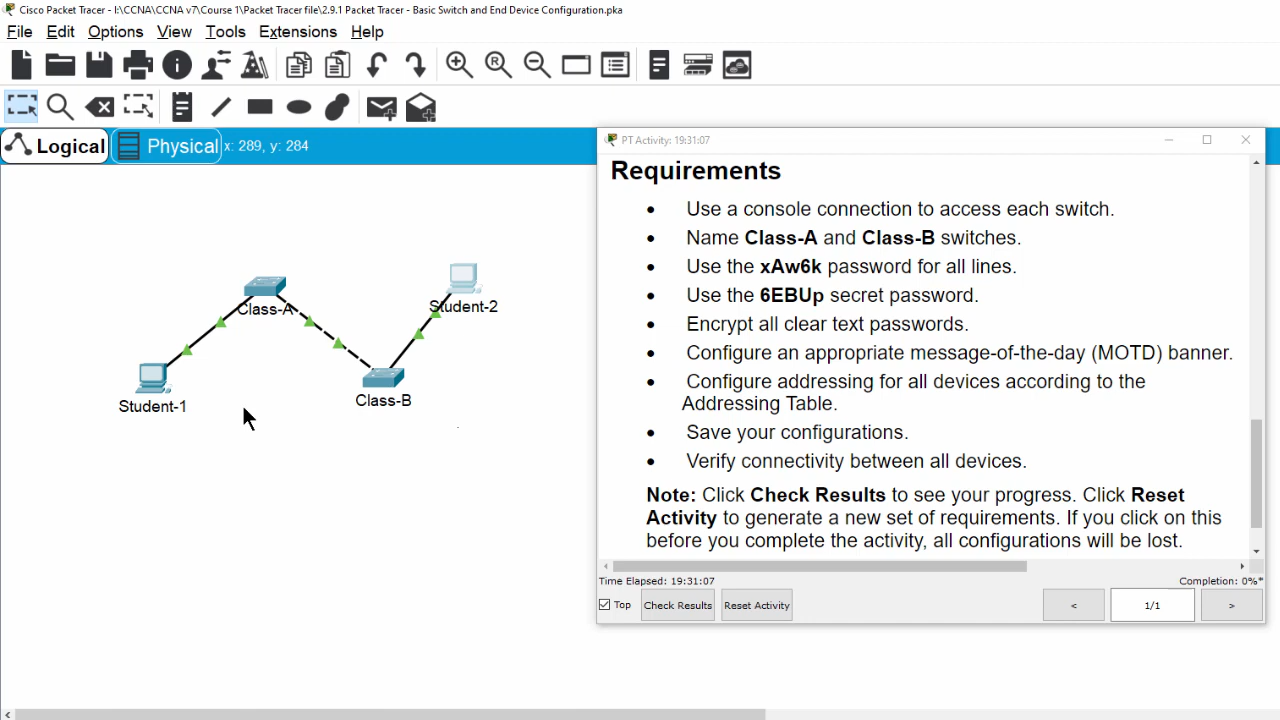 Cisco Packet Tracer - I:\CCNA\CCNA v7\Course 1\Packet Tracer file\2.9.1 Packet Tracer - Basic Switch and End Device Configuration.pka
File Edit Options View Tools Extensions Help
Logical Physical x: 289, y: 284
PT Activity: 19:31:07
Requirements
• Use a console connection to access each switch.
• Name Class-A and Class-B switches.
• Use the xAw6k password for all lines.
• Use the 6EBUp secret password.
• Encrypt all clear text passwords.
• Configure an appropriate message-of-the-day (MOTD) banner.
• Configure addressing for all devices according to the
Addressing Table.
• Save your configurations.
• Verify connectivity between all devices.
Note: Click Check Results to see your progress. Click Reset
Activity to generate a new set of requirements. If you click on this
before you complete the activity, all configurations will be lost.
Time Elapsed: 19:31:07 Completion: 0%*
Top Check Results Reset Activity < 1/1 >
Class-A
Student-2
Student-1
Class-B